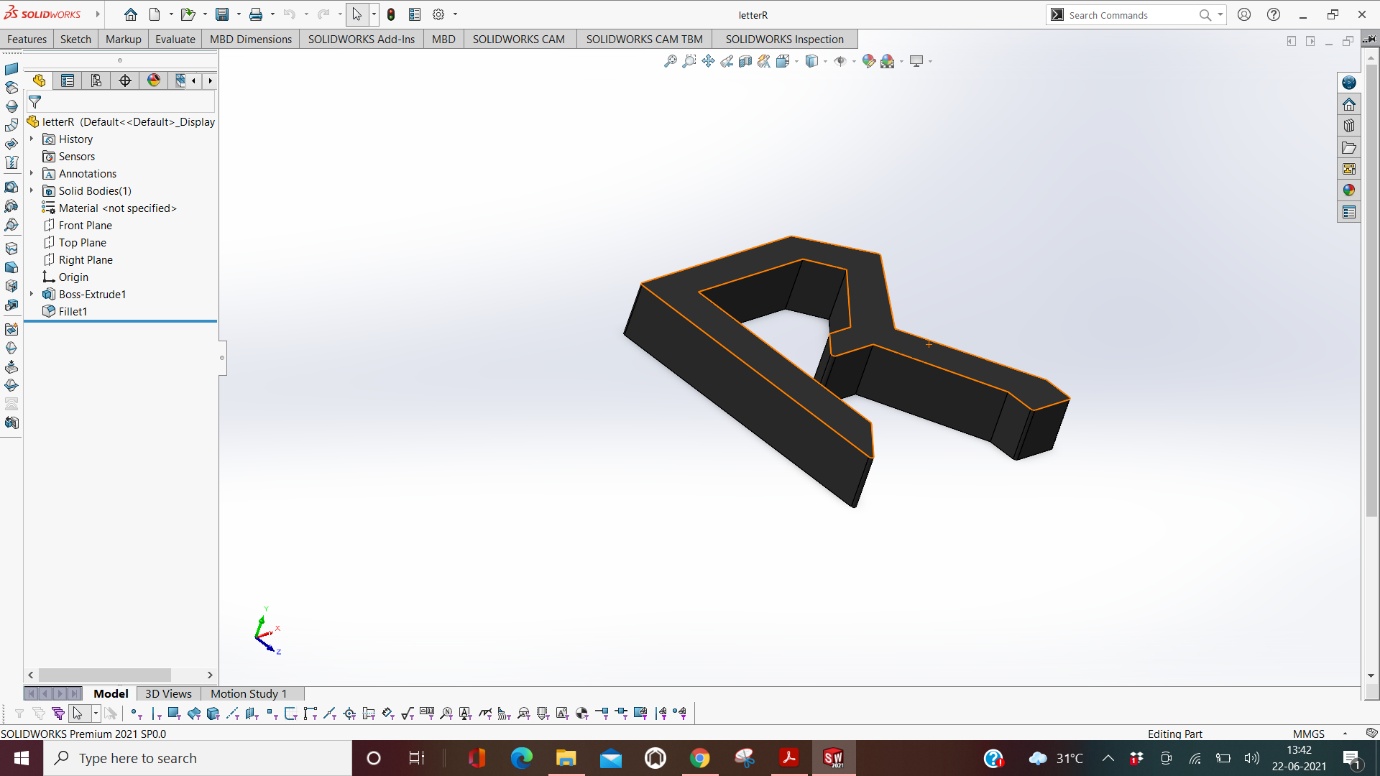 SOLIDWORKS
letterR
Search Commands
Features Sketch Markup Evaluate MBD Dimensions SOLIDWORKS Add-Ins MBD SOLIDWORKS CAM SOLIDWORKS CAM TBM SOLIDWORKS Inspection
letterR (Default<<Default>_Display
History
Sensors
Annotations
Solid Bodies(1)
Material <not specified>
Front Plane
Top Plane
Right Plane
Origin
Boss-Extrude1
Fillet1
Y
X
Z
Model 3D Views Motion Study 1
SOLIDWORKS Premium 2021 SP0.0 Editing Part MMGS
Type here to search
SW
2021
31°C
13:42
22-06-2021
1